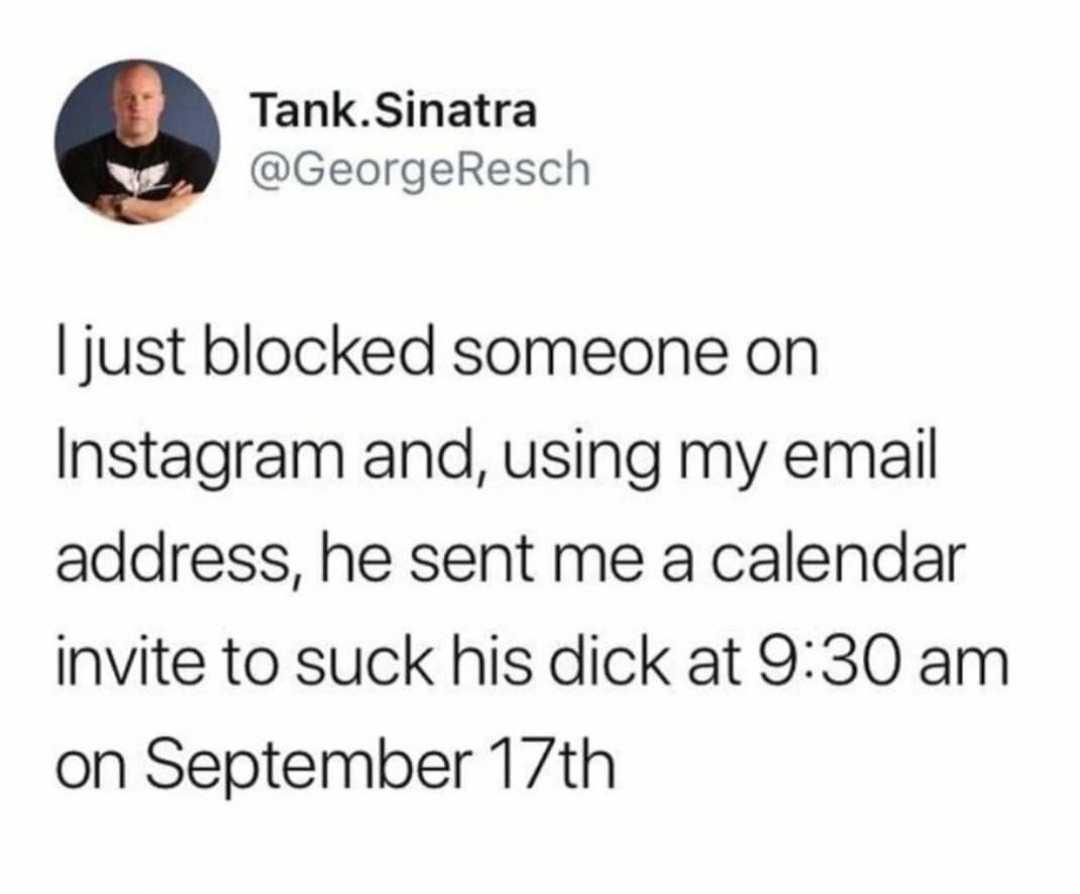 Tank.Sinatra
@GeorgeResch
I just blocked someone on
Instagram and, using my email
address, he sent me a calendar
invite to suck his dick at 9:30 am
on September 17th